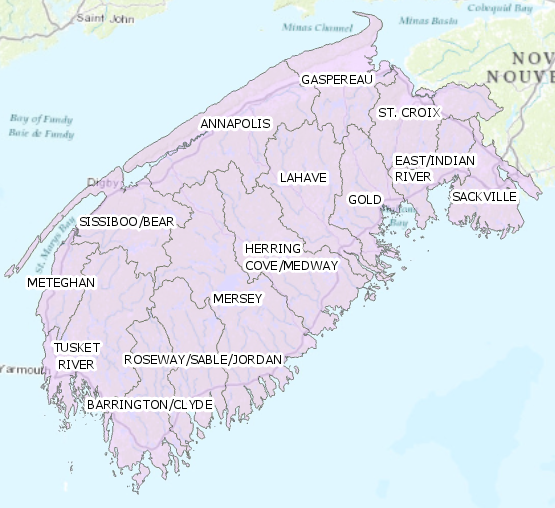 Saint John
Cobequid Bay
Minas Channel
Minas Basin
NOV
NOUVE
GASPEREAU
Bay of Fundy
Baie de Fundy
ANNAPOLIS
ST. CROIX
EAST/INDIAN
RIVER
LAHAVE
Digby
GOLD
SACKVILLE
Bay
SISSIBOO/BEAR
St. Marys Bay
HERRING
COVE/MEDWAY
METEGHAN
MERSEY
TUSKET
RIVER
Yarmou
ROSEWAY/SABLE/JORDAN
BARRINGTON/CLYDE